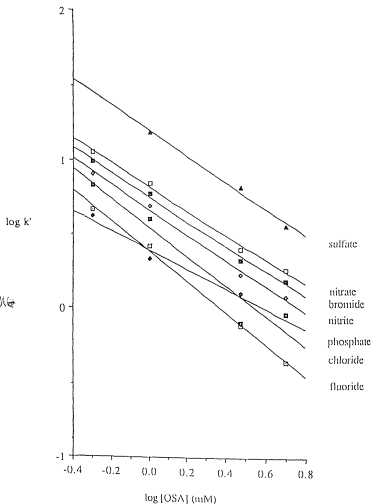 2
1
log k'
0
-1
-0.4 -0.2 0.0 0.2 0.4 0.6 0.8
log [OSA] (mM)
sulfate
nitrate
bromide
nitrite
phosphate
chloride
fluoride